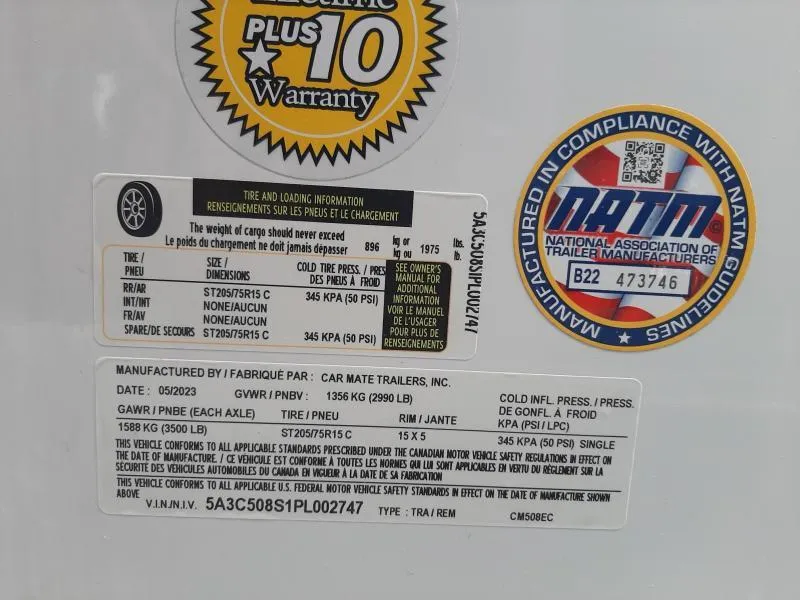 PLUS 10
Warranty
TIRE AND LOADING INFORMATION
RENSEIGNEMENTS SUR LES PNEUS ET LE CHARGEMENT
The weight of cargo should never exceed
Le poids du chargement ne doit jamais dépasser
896 kg or kg ou 1975 lbs. lb.
TIRE / PNEU
SIZE / DIMENSIONS
COLD TIRE PRESS. / PRES
DES PNEUS À FROID
RR/AR ST205/75R15 C 345 KPA (50 PSI)
INT/INT NONE/AUCUN
FR/AV NONE/AUCUN
SPARE/DE SECOURS ST205/75R15 C 345 KPA (50 PSI)
SEE OWNER'S
MANUAL FOR
ADDITIONAL
INFORMATION
VOIR LE MANUEL
DE L'USAGER
POUR PLUS DE
RENSEIGNEMENTS
5A3C508S1PL002747
MANUFACTURED IN COMPLIANCE WITH NATM GUIDELINES
NATM
NATIONAL ASSOCIATION OF
TRAILER MANUFACTURERS
B22 473746
MANUFACTURED BY / FABRIQUÉ PAR : CAR MATE TRAILERS, INC.
DATE : 05/2023 GVWR / PNBV : 1356 KG (2990 LB)
COLD INFL. PRESS. / PRESS.
DE GONFL. À FROID
KPA (PSI / LPC)
GAWR / PNBE (EACH AXLE) TIRE / PNEU RIM / JANTE
1588 KG (3500 LB) ST205/75R15 C 15 X 5 345 KPA (50 PSI) SINGLE
THIS VEHICLE CONFORMS TO ALL APPLICABLE STANDARDS PRESCRIBED UNDER THE CANADIAN MOTOR VEHICLE SAFETY REGULATIONS IN EFFECT ON
THE DATE OF MANUFACTURE. / CE VÉHICULE EST CONFORME À TOUTES LES NORMES QUI LUI SONT APPLICABLES EN VERTU DU RÈGLEMENT SUR LA
SÉCURITÉ DES VÉHICULES AUTOMOBILES DU CANADA EN VIGUEUR À LA DATE DE SA FABRICATION
THIS VEHICLE CONFORMS TO ALL APPLICABLE U.S. FEDERAL MOTOR VEHICLE SAFETY STANDARDS IN EFFECT ON THE DATE OF MANUFACTURE SHOWN
ABOVE
V.I.N./N.I.V. 5A3C508S1PL002747 TYPE : TRA / REM CM508EC